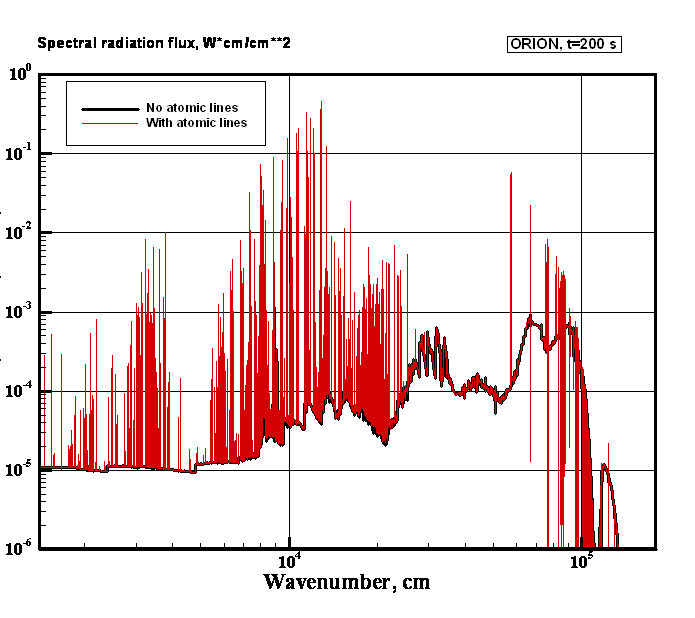 Spectral radiation flux, W*cm/cm**2
ORION, t=200 s
No atomic lines
With atomic lines
10^0
10^-1
10^-2
10^-3
10^-4
10^-5
10^-6
10^4
10^5
Wavenumber, cm